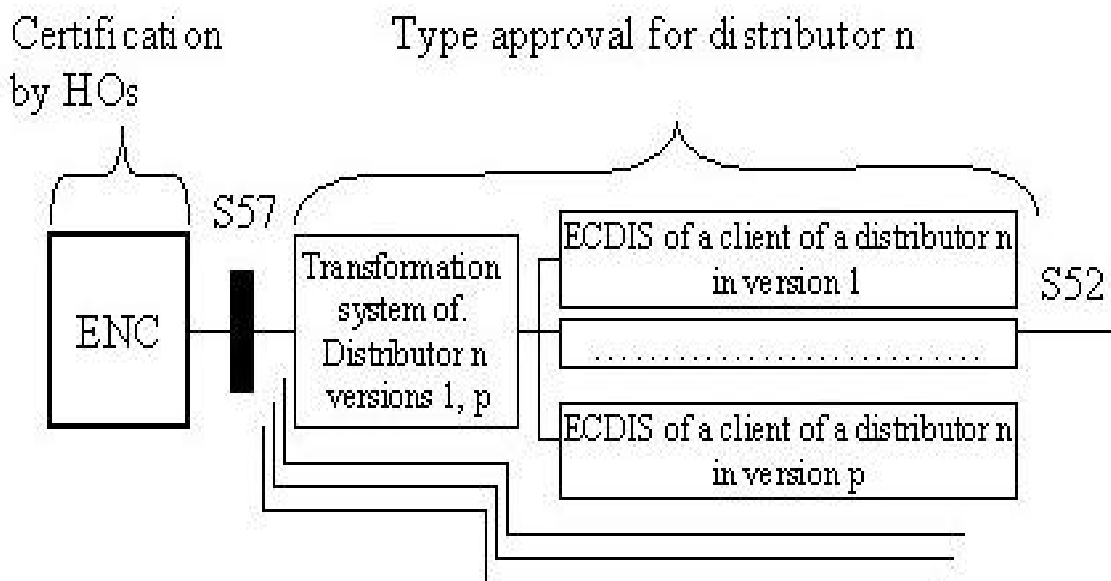 Certification
by HOs
Type approval for distributor n
S57
ENC
Transformation
system of.
Distributor n
versions 1, p
ECDIS of a client of a distributor n
in version 1
..............................
ECDIS of a client of a distributor n
in version p
S52